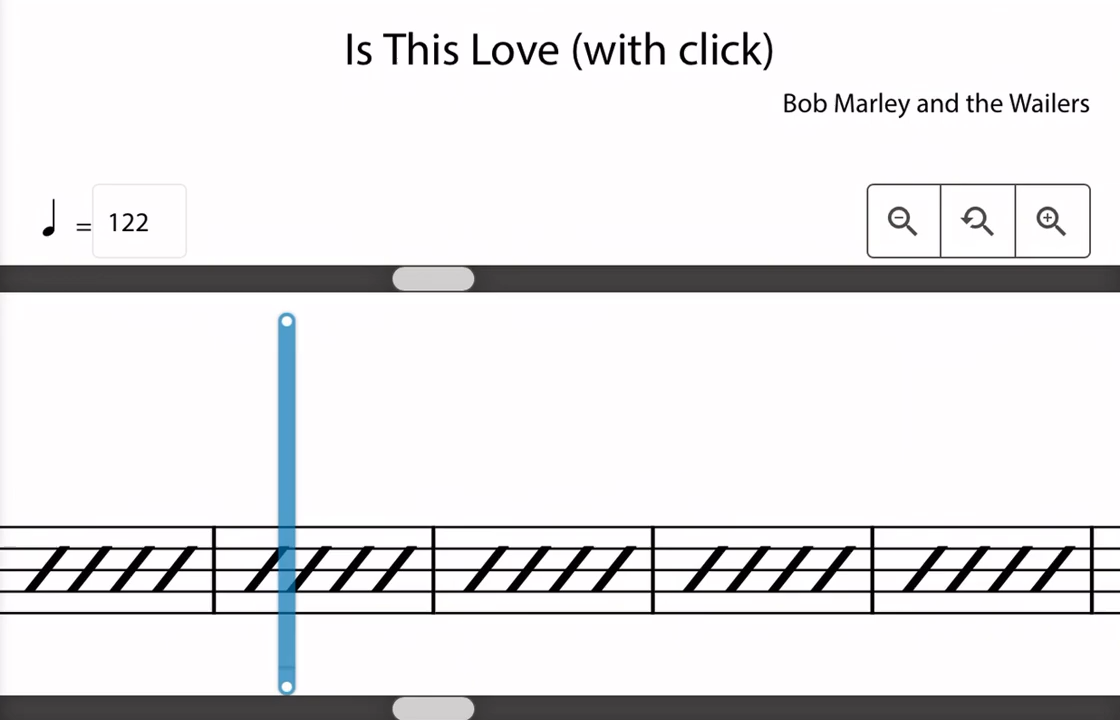 Is This Love (with click)
Bob Marley and the Wailers
= 122